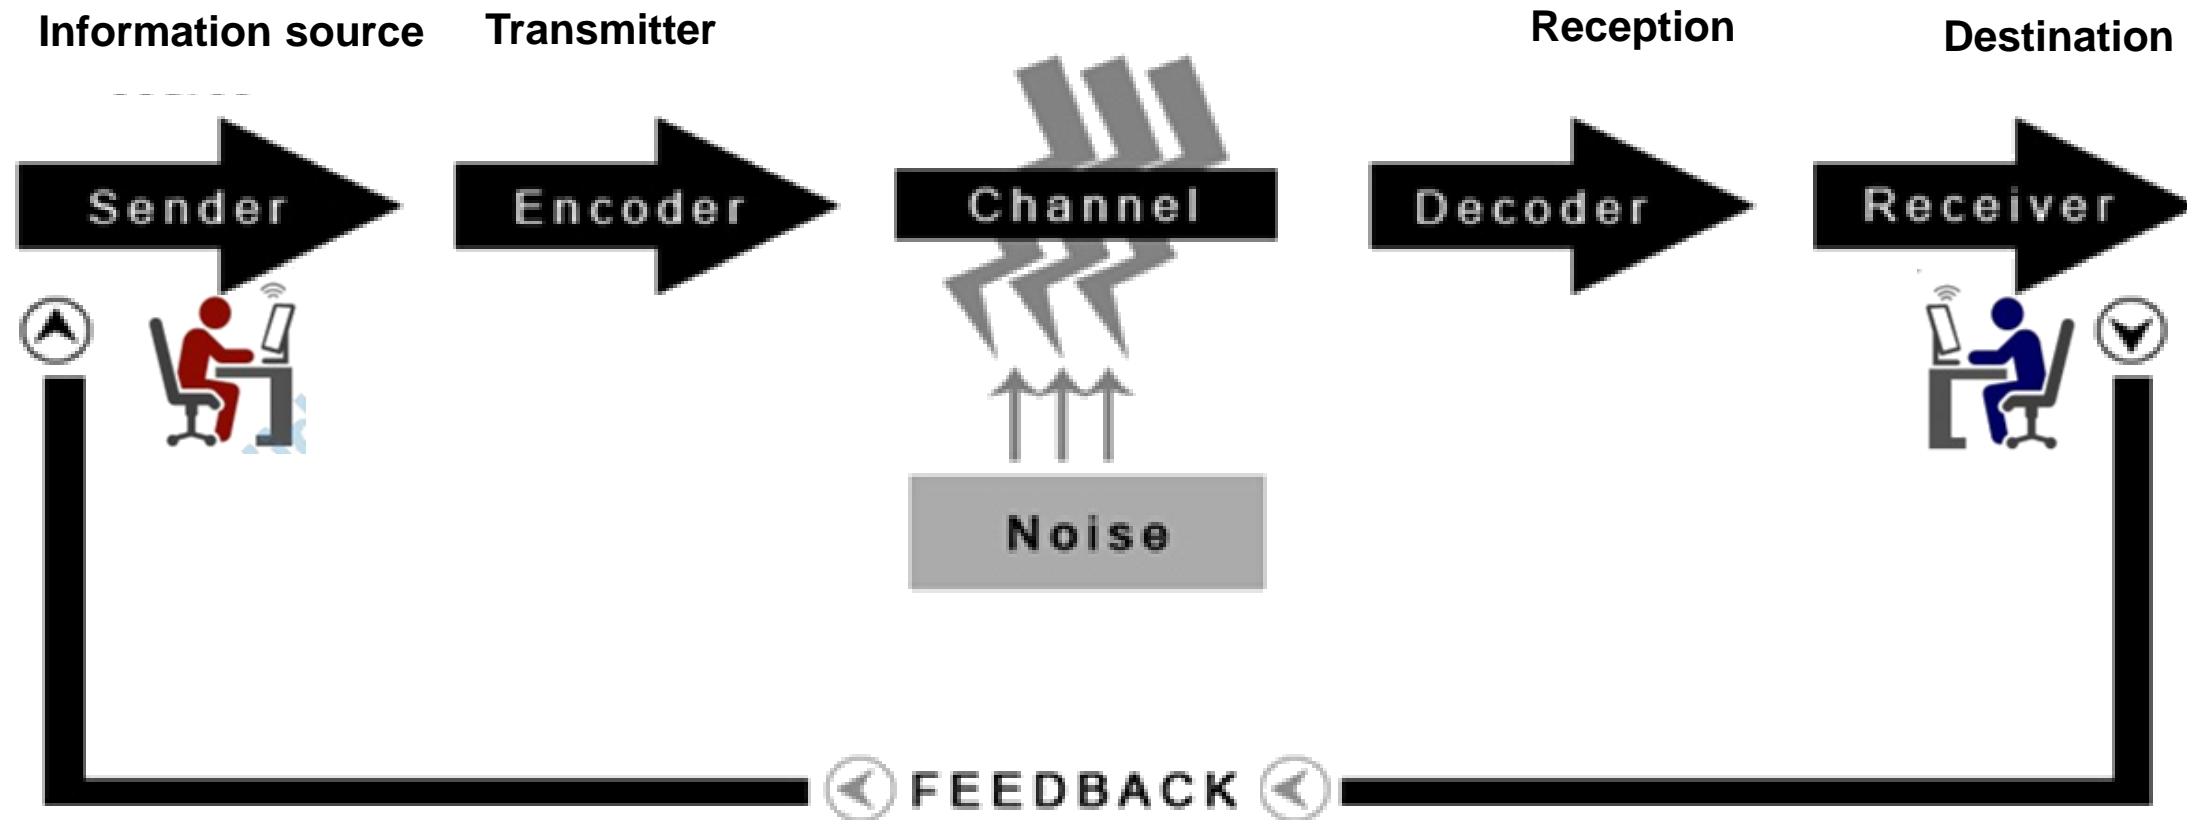 Information source
Transmitter
Reception
Destination
Sender
Encoder
Channel
Decoder
Receiver
Noise
FEEDBACK